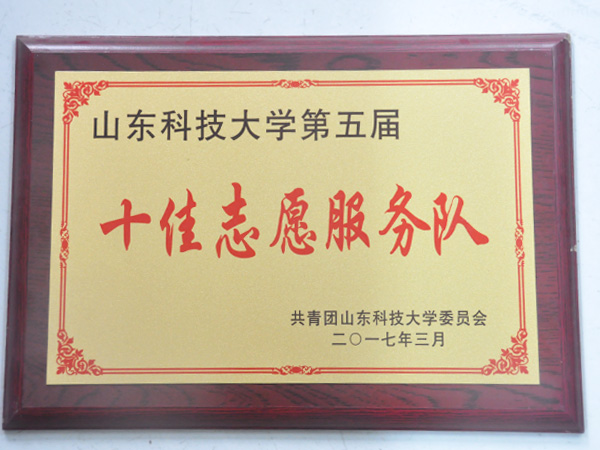 山东科技大学第五届
十佳志愿服务队
共青团山东科技大学委员会
二〇一七年三月